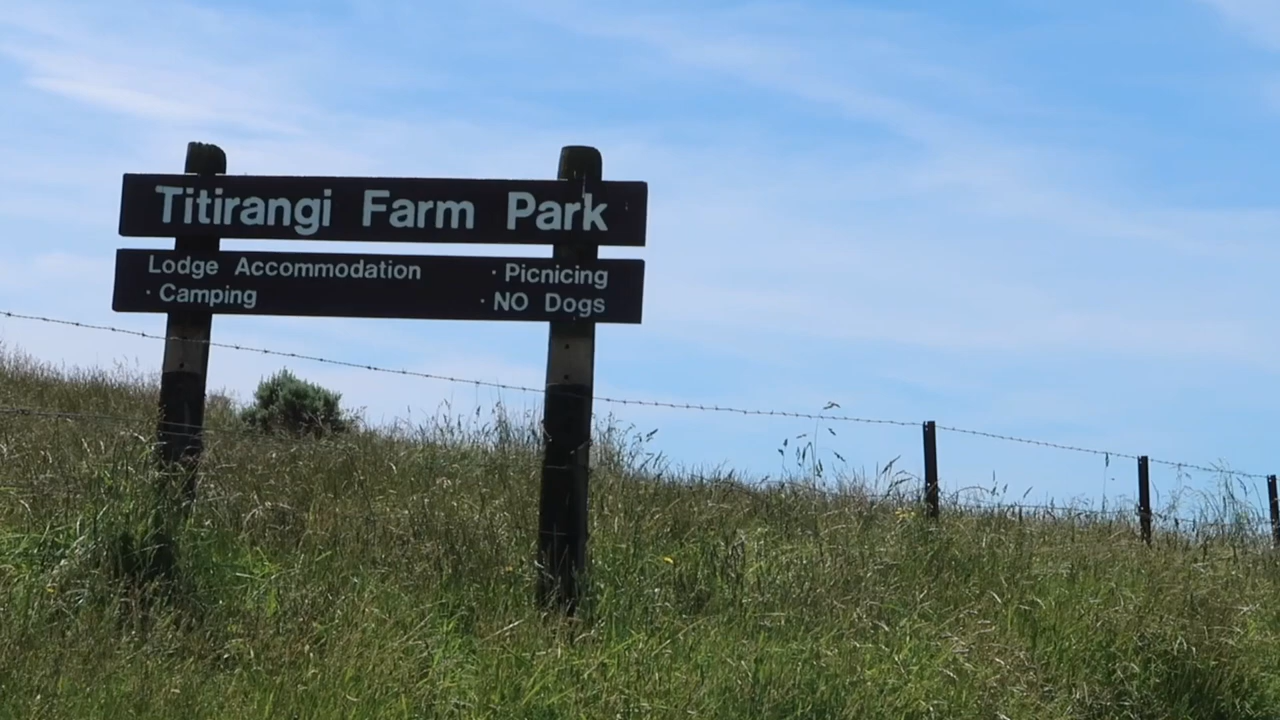 Titirangi Farm Park
Lodge Accommodation · Picnicing
· Camping · NO Dogs